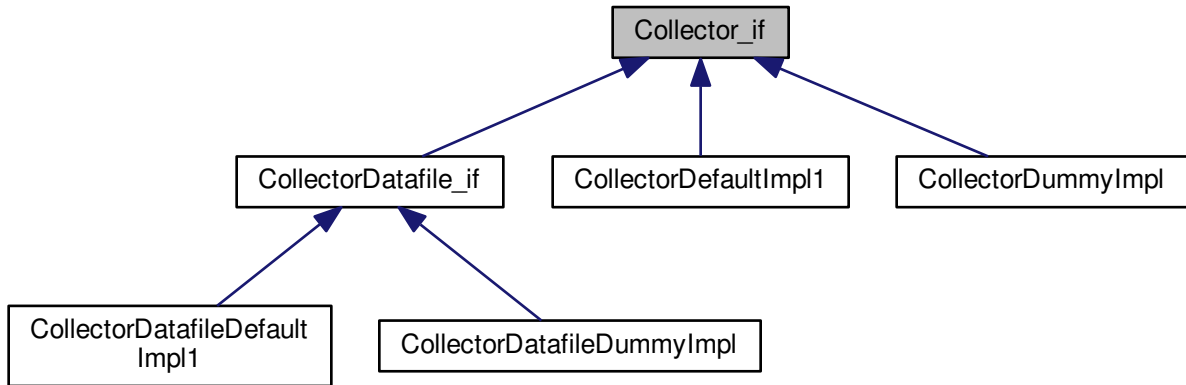 Collector_if
CollectorDatafile_if
CollectorDefaultImpl1
CollectorDummyImpl
CollectorDatafileDefault
Impl1
CollectorDatafileDummyImpl